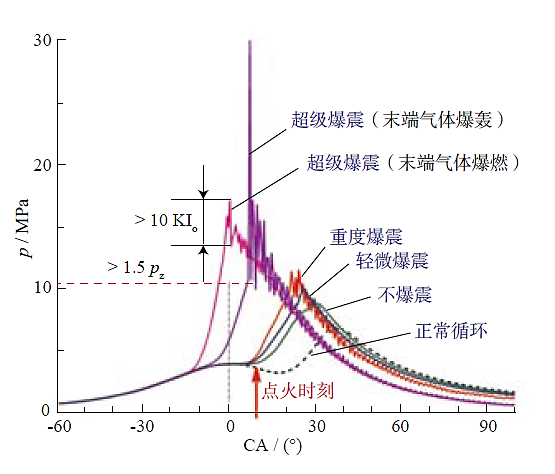 30
20
10
0
p / MPa
超级爆震（末端气体爆轰）
超级爆震（末端气体爆燃）
> 10 KIo
重度爆震
轻微爆震
> 1.5 pz
不爆震
正常循环
点火时刻
-60
-30
0
30
60
90
CA / (°)